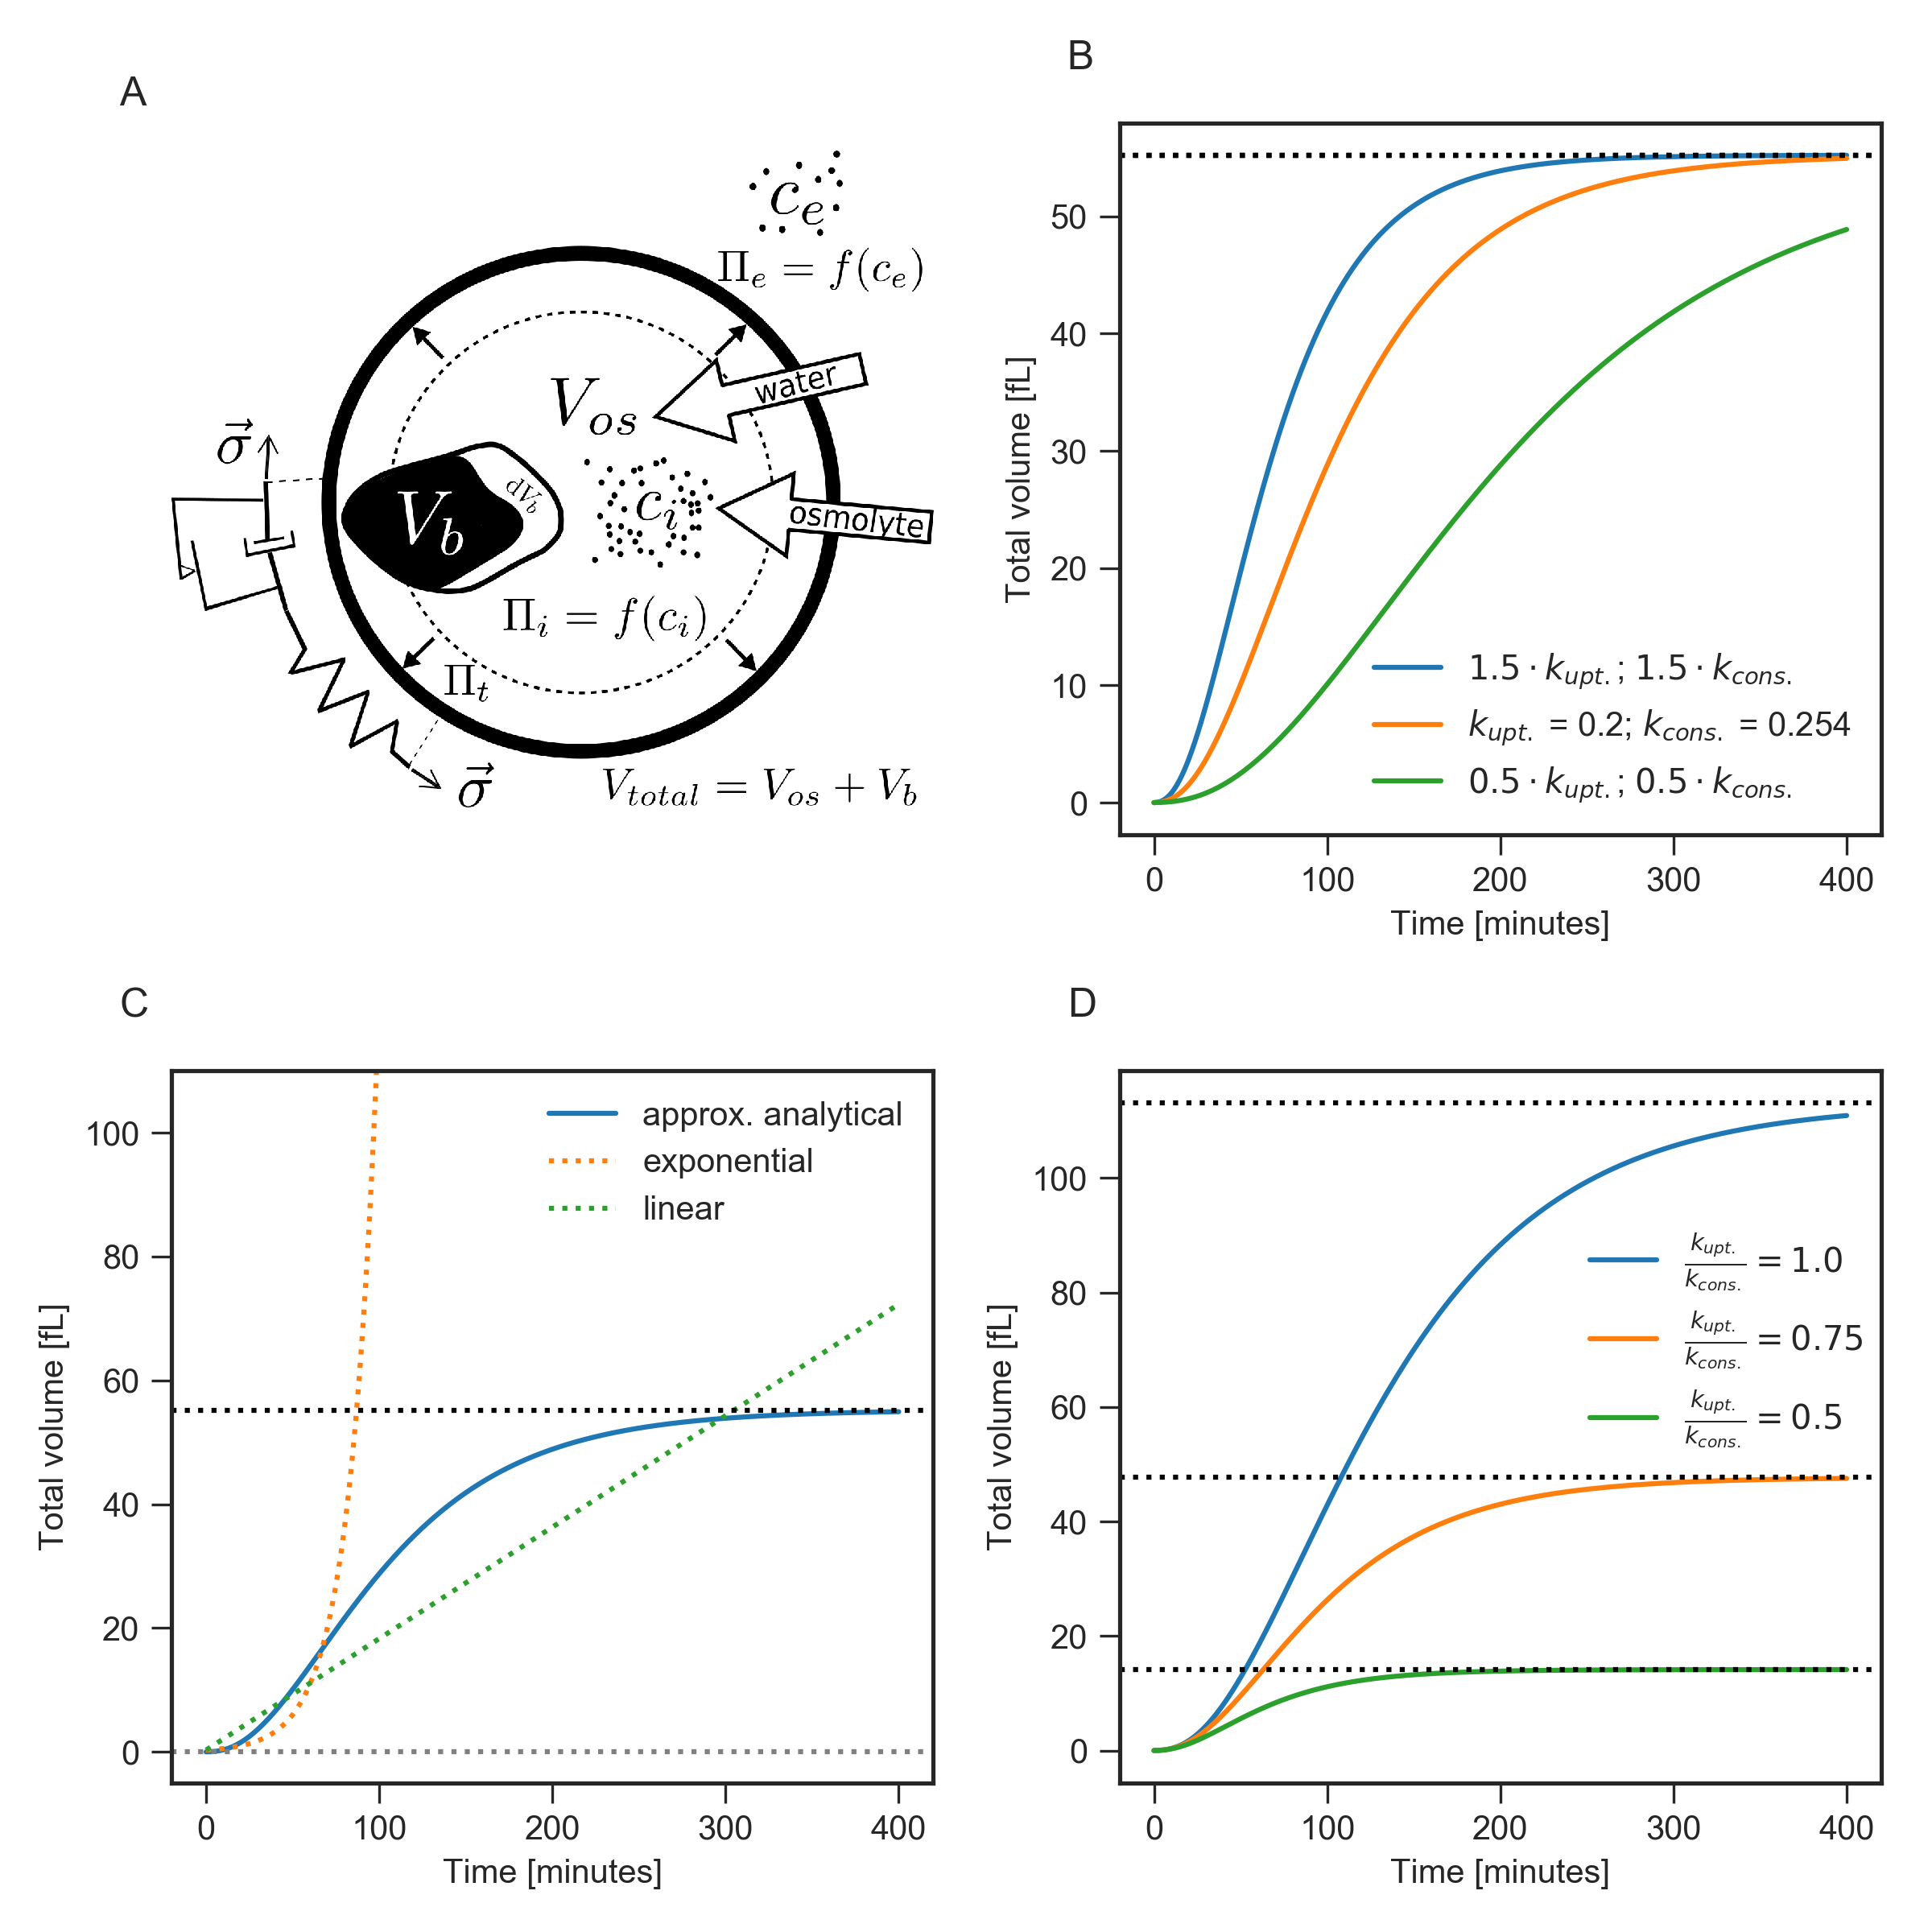 A
c_e
Π_e = f(c_e)
water
V_os
σ⃗
V_b
dV_b
c_i
osmolyte
Π_i = f(c_i)
Π_t
σ⃗
V_total = V_os + V_b
B
Total volume [fL]
50
40
30
20
10
0
1.5 · k_upt. ; 1.5 · k_cons.
k_upt. = 0.2; k_cons. = 0.254
0.5 · k_upt. ; 0.5 · k_cons.
0 100 200 300 400
Time [minutes]
C
Total volume [fL]
100
80
60
40
20
0
approx. analytical
exponential
linear
0 100 200 300 400
Time [minutes]
D
Total volume [fL]
100
80
60
40
20
0
k_upt. / k_cons. = 1.0
k_upt. / k_cons. = 0.75
k_upt. / k_cons. = 0.5
0 100 200 300 400
Time [minutes]